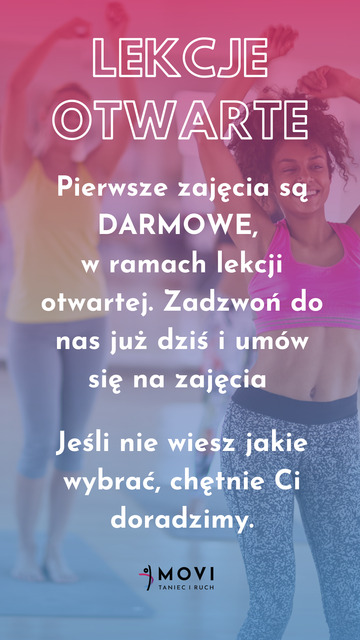 LEKCJE
OTWARTE
Pierwsze zajęcia są
DARMOWE,
w ramach lekcji
otwartej. Zadzwoń do
nas już dziś i umów
się na zajęcia
Jeśli nie wiesz jakie
wybrać, chętnie Ci
doradzimy.
MOVI
TANIEC I RUCH